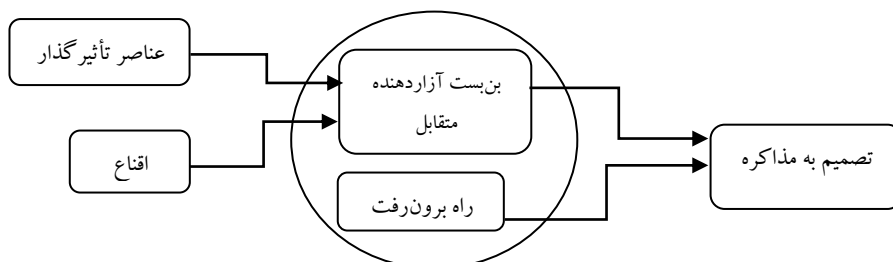 عناصر تأثیرگذار
اقناع
بن‌بست آزاردهنده
متقابل
راه برون‌رفت
تصمیم به مذاکره